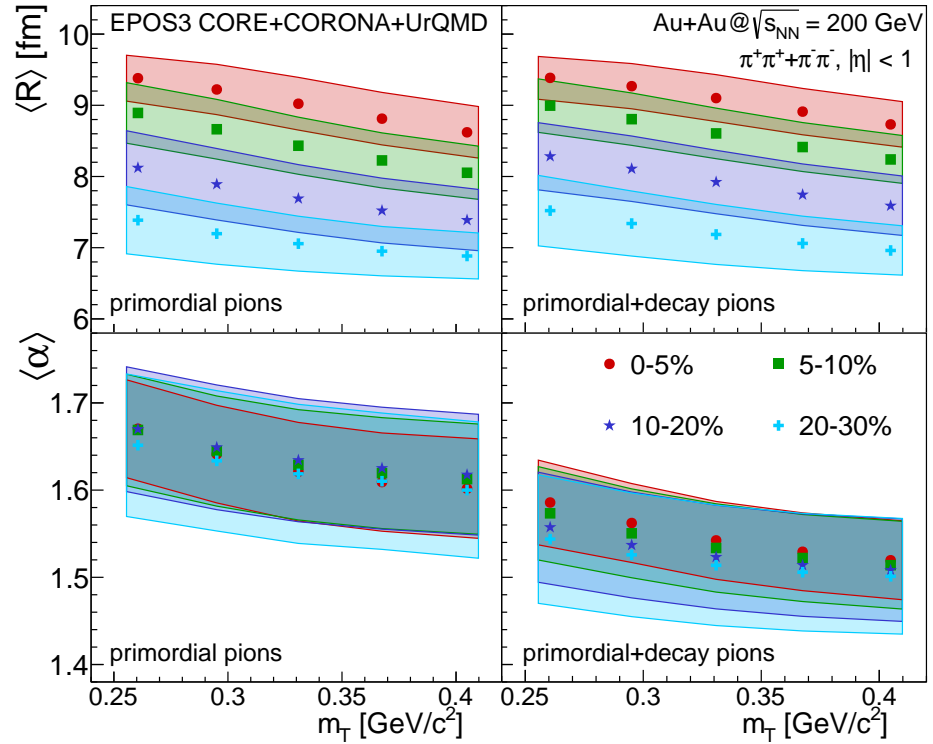 EPOS3 CORE+CORONA+UrQMD
Au+Au@√s_NN = 200 GeV
π⁺π⁺+π⁻π⁻, |η| < 1
⟨R⟩ [fm]
10
9
8
7
6
primordial pions
primordial+decay pions
⟨α⟩
1.7
1.6
1.5
1.4
0-5%
5-10%
10-20%
20-30%
primordial pions
primordial+decay pions
0.25
0.3
0.35
0.4
0.25
0.3
0.35
0.4
m_T [GeV/c²]
m_T [GeV/c²]